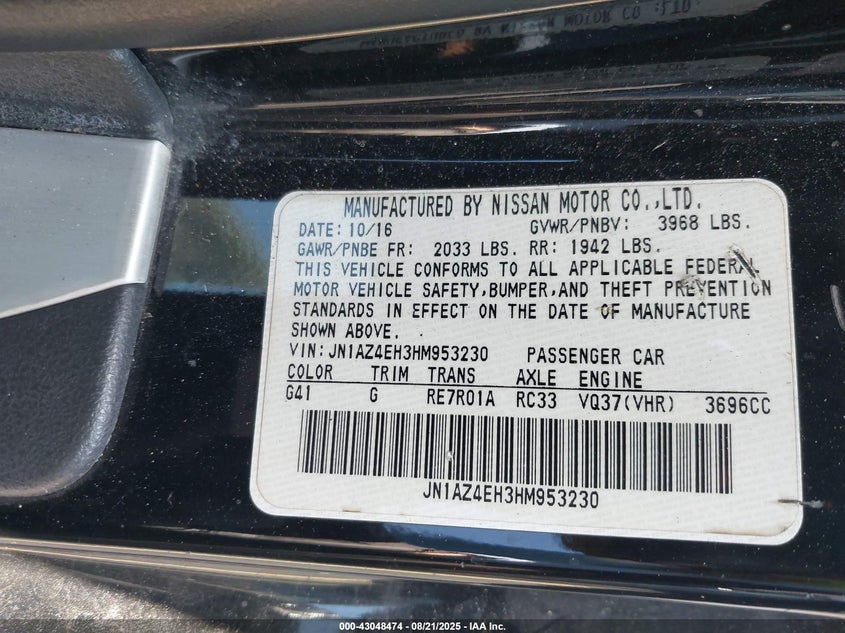 MANUFACTURED BY NISSAN MOTOR CO.,LTD.
DATE: 10/16 GVWR/PNBV: 3968 LBS.
GAWR/PNBE FR: 2033 LBS. RR: 1942 LBS.
THIS VEHICLE CONFORMS TO ALL APPLICABLE FEDERAL
MOTOR VEHICLE SAFETY,BUMPER,AND THEFT PREVENTION
STANDARDS IN EFFECT ON THE DATE OF MANUFACTURE
SHOWN ABOVE.
VIN:JN1AZ4EH3HM953230 PASSENGER CAR
COLOR TRIM TRANS AXLE ENGINE
G41 G RE7R01A RC33 VQ37(VHR) 3696CC
JN1AZ4EH3HM953230
000-43048474 - 08/21/2025 - IAA Inc.